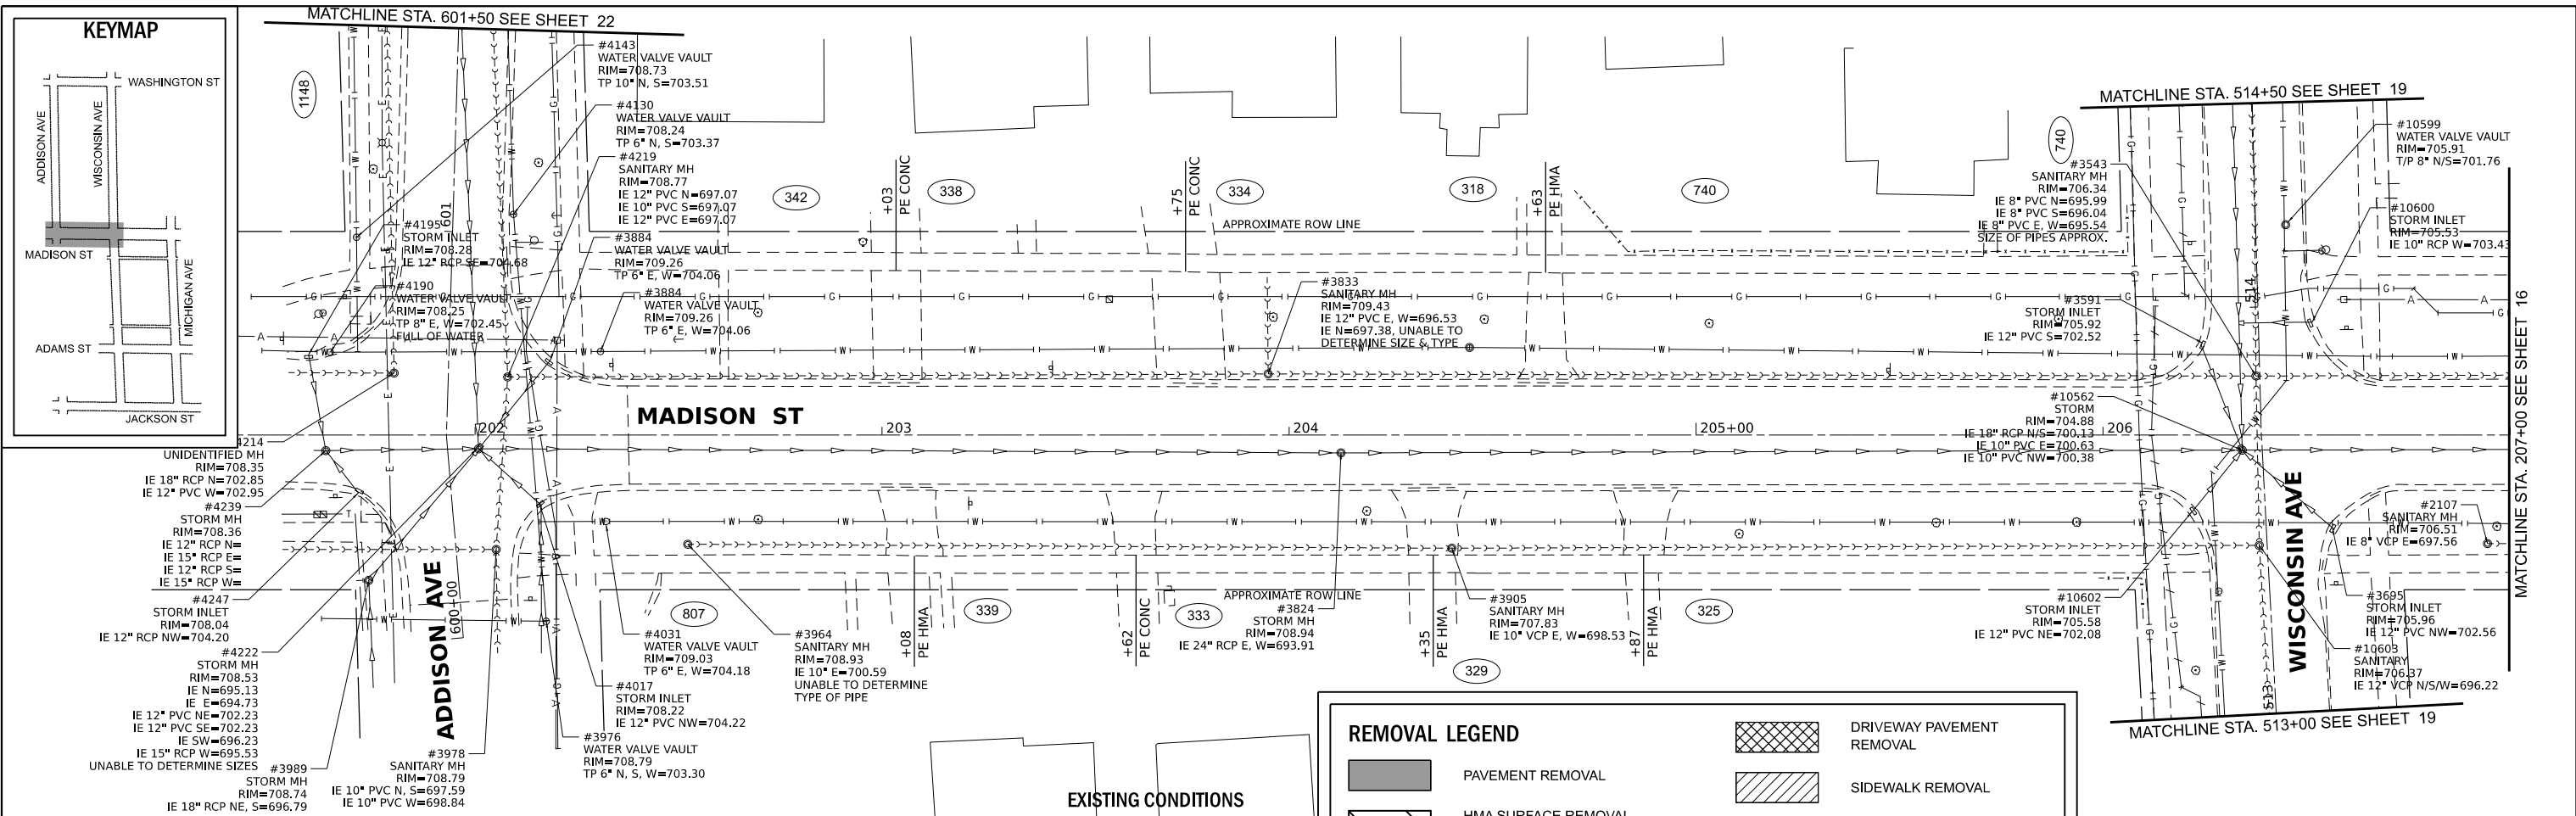 KEYMAP
WASHINGTON ST
ADDISON AVE
WISCONSIN AVE
MADISON ST
MICHIGAN AVE
ADAMS ST
JACKSON ST
MATCHLINE STA. 601+50 SEE SHEET 22
1148
#4143
WATER VALVE VAULT
RIM=708.73
TP 10" N, S=703.51
#4130
WATER VALVE VAULT
RIM=708.24
TP 6" N, S=703.37
#4219
SANITARY MH
RIM=708.77
IE 12" PVC N=697.07
IE 10" PVC S=697.07
IE 12" PVC E=697.07
601
#4195
STORM INLET
RIM=708.28
IE 12" RCP SE=704.68
#3884
WATER VALVE VAULT
RIM=709.26
TP 6" E, W=704.06
#4190
WATER VALVE VAULT
RIM=708.25
TP 8" E, W=702.45
FULL OF WATER
#3884
WATER VALVE VAULT
RIM=709.26
TP 6" E, W=704.06
342
+03
PE CONC
338
+75
PE CONC
334
318
+63
PE HMA
740
740
APPROXIMATE ROW LINE
#3833
SANITARY MH
RIM=709.43
IE 12" PVC E, W=696.53
IE N=697.38, UNABLE TO
DETERMINE SIZE & TYPE
MATCHLINE STA. 514+50 SEE SHEET 19
#3543
SANITARY MH
RIM=706.34
IE 8" PVC N=695.99
IE 8" PVC S=696.04
IE 8" PVC E, W=695.54
SIZE OF PIPES APPROX.
#10599
WATER VALVE VAULT
RIM=705.91
T/P 8" N/S=701.76
#10600
STORM INLET
RIM=705.53
IE 10" RCP W=703.43
514
#3591
STORM INLET
RIM=705.92
IE 12" PVC S=702.52
MADISON ST
202
203
204
205+00
206
#10562
STORM
RIM=704.88
IE 18" RCP N/S=700.13
IE 10" PVC E=700.63
IE 10" PVC NW=700.38
MATCHLINE STA. 207+00 SEE SHEET 16
4214
UNIDENTIFIED MH
RIM=708.35
IE 18" RCP N=702.85
IE 12" PVC W=702.95
#4239
STORM MH
RIM=708.36
IE 12" RCP N=
IE 15" RCP E=
IE 12" RCP S=
IE 15" RCP W=
#4247
STORM INLET
RIM=708.04
IE 12" RCP NW=704.20
#4222
STORM MH
RIM=708.53
IE N=695.13
IE E=694.73
IE 12" PVC NE=702.23
IE 12" PVC SE=702.23
IE SW=696.23
IE 15" RCP W=695.53
UNABLE TO DETERMINE SIZES
#3989
STORM MH
RIM=708.74
IE 18" RCP NE, S=696.79
ADDISON AVE
600+00
#3978
SANITARY MH
RIM=708.79
IE 10" PVC N, S=697.59
IE 10" PVC W=698.84
#3976
WATER VALVE VAULT
RIM=708.79
TP 6" N, S, W=703.30
#4017
STORM INLET
RIM=708.22
IE 12" PVC NW=704.22
#4031
WATER VALVE VAULT
RIM=709.03
TP 6" E, W=704.18
807
#3964
SANITARY MH
RIM=708.93
IE 10" E=700.59
UNABLE TO DETERMINE
TYPE OF PIPE
+08
PE HMA
339
+62
PE CONC
333
APPROXIMATE ROW LINE
#3824
STORM MH
RIM=708.94
IE 24" RCP E, W=693.91
+35
PE HMA
329
#3905
SANITARY MH
RIM=707.83
IE 10" VCP E, W=698.53
+87
PE HMA
325
#10602
STORM INLET
RIM=705.58
IE 12" PVC NE=702.08
WISCONSIN AVE
513
#2107
SANITARY MH
RIM=706.51
IE 8" VCP E=697.56
#3695
STORM INLET
RIM=705.96
IE 12" PVC NW=702.56
#10603
SANITARY
RIM=706.37
IE 12" VCP N/S/W=696.22
MATCHLINE STA. 513+00 SEE SHEET 19
EXISTING CONDITIONS
REMOVAL LEGEND
PAVEMENT REMOVAL
HMA SURFACE REMOVAL
DRIVEWAY PAVEMENT
REMOVAL
SIDEWALK REMOVAL